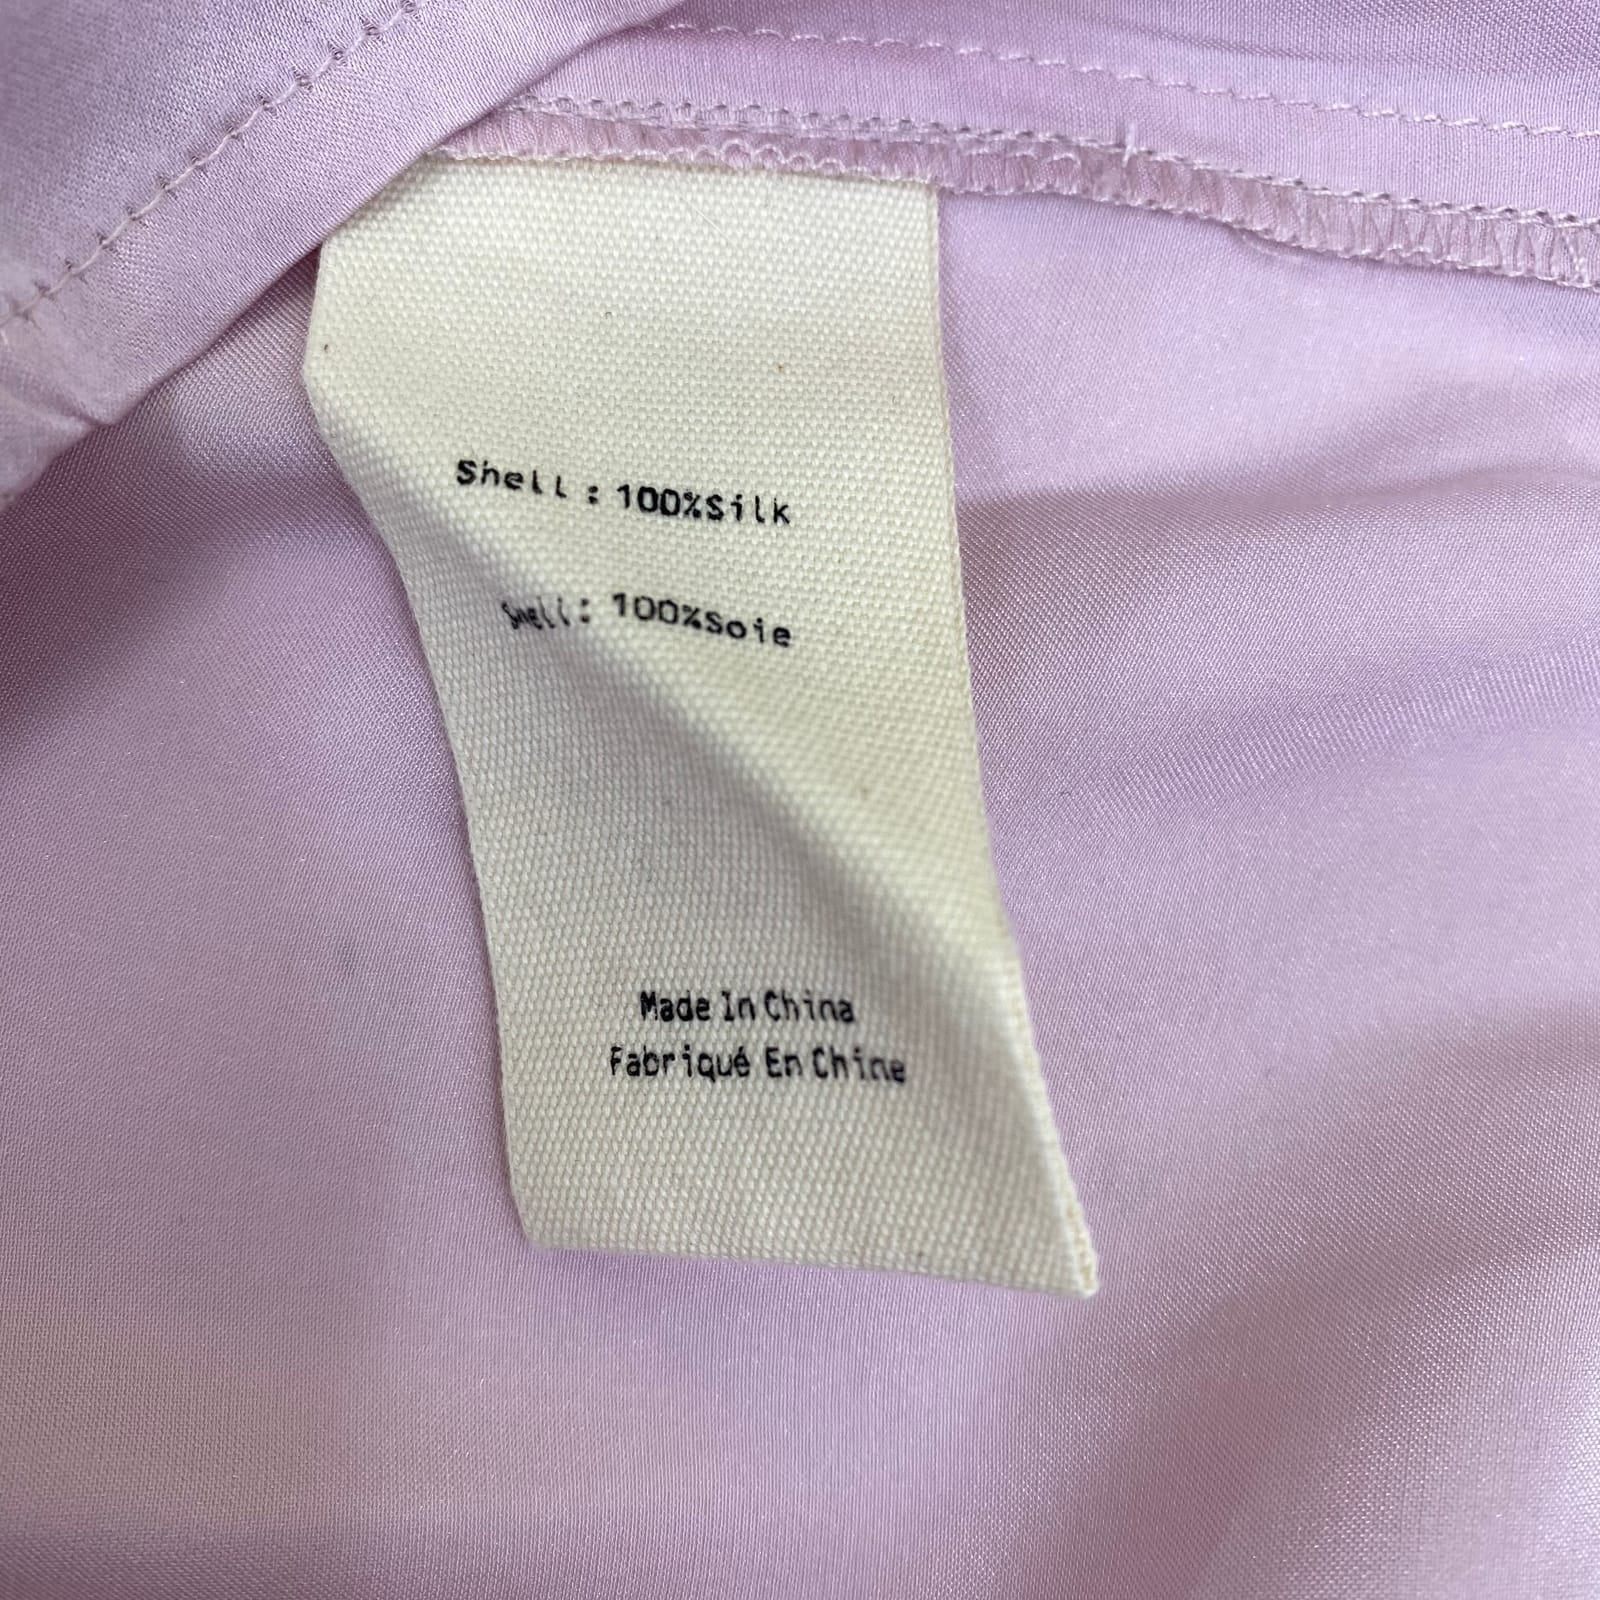 Shell: 100%Silk
Shell: 100%Soie
Made In China
Fabriqué En Chine